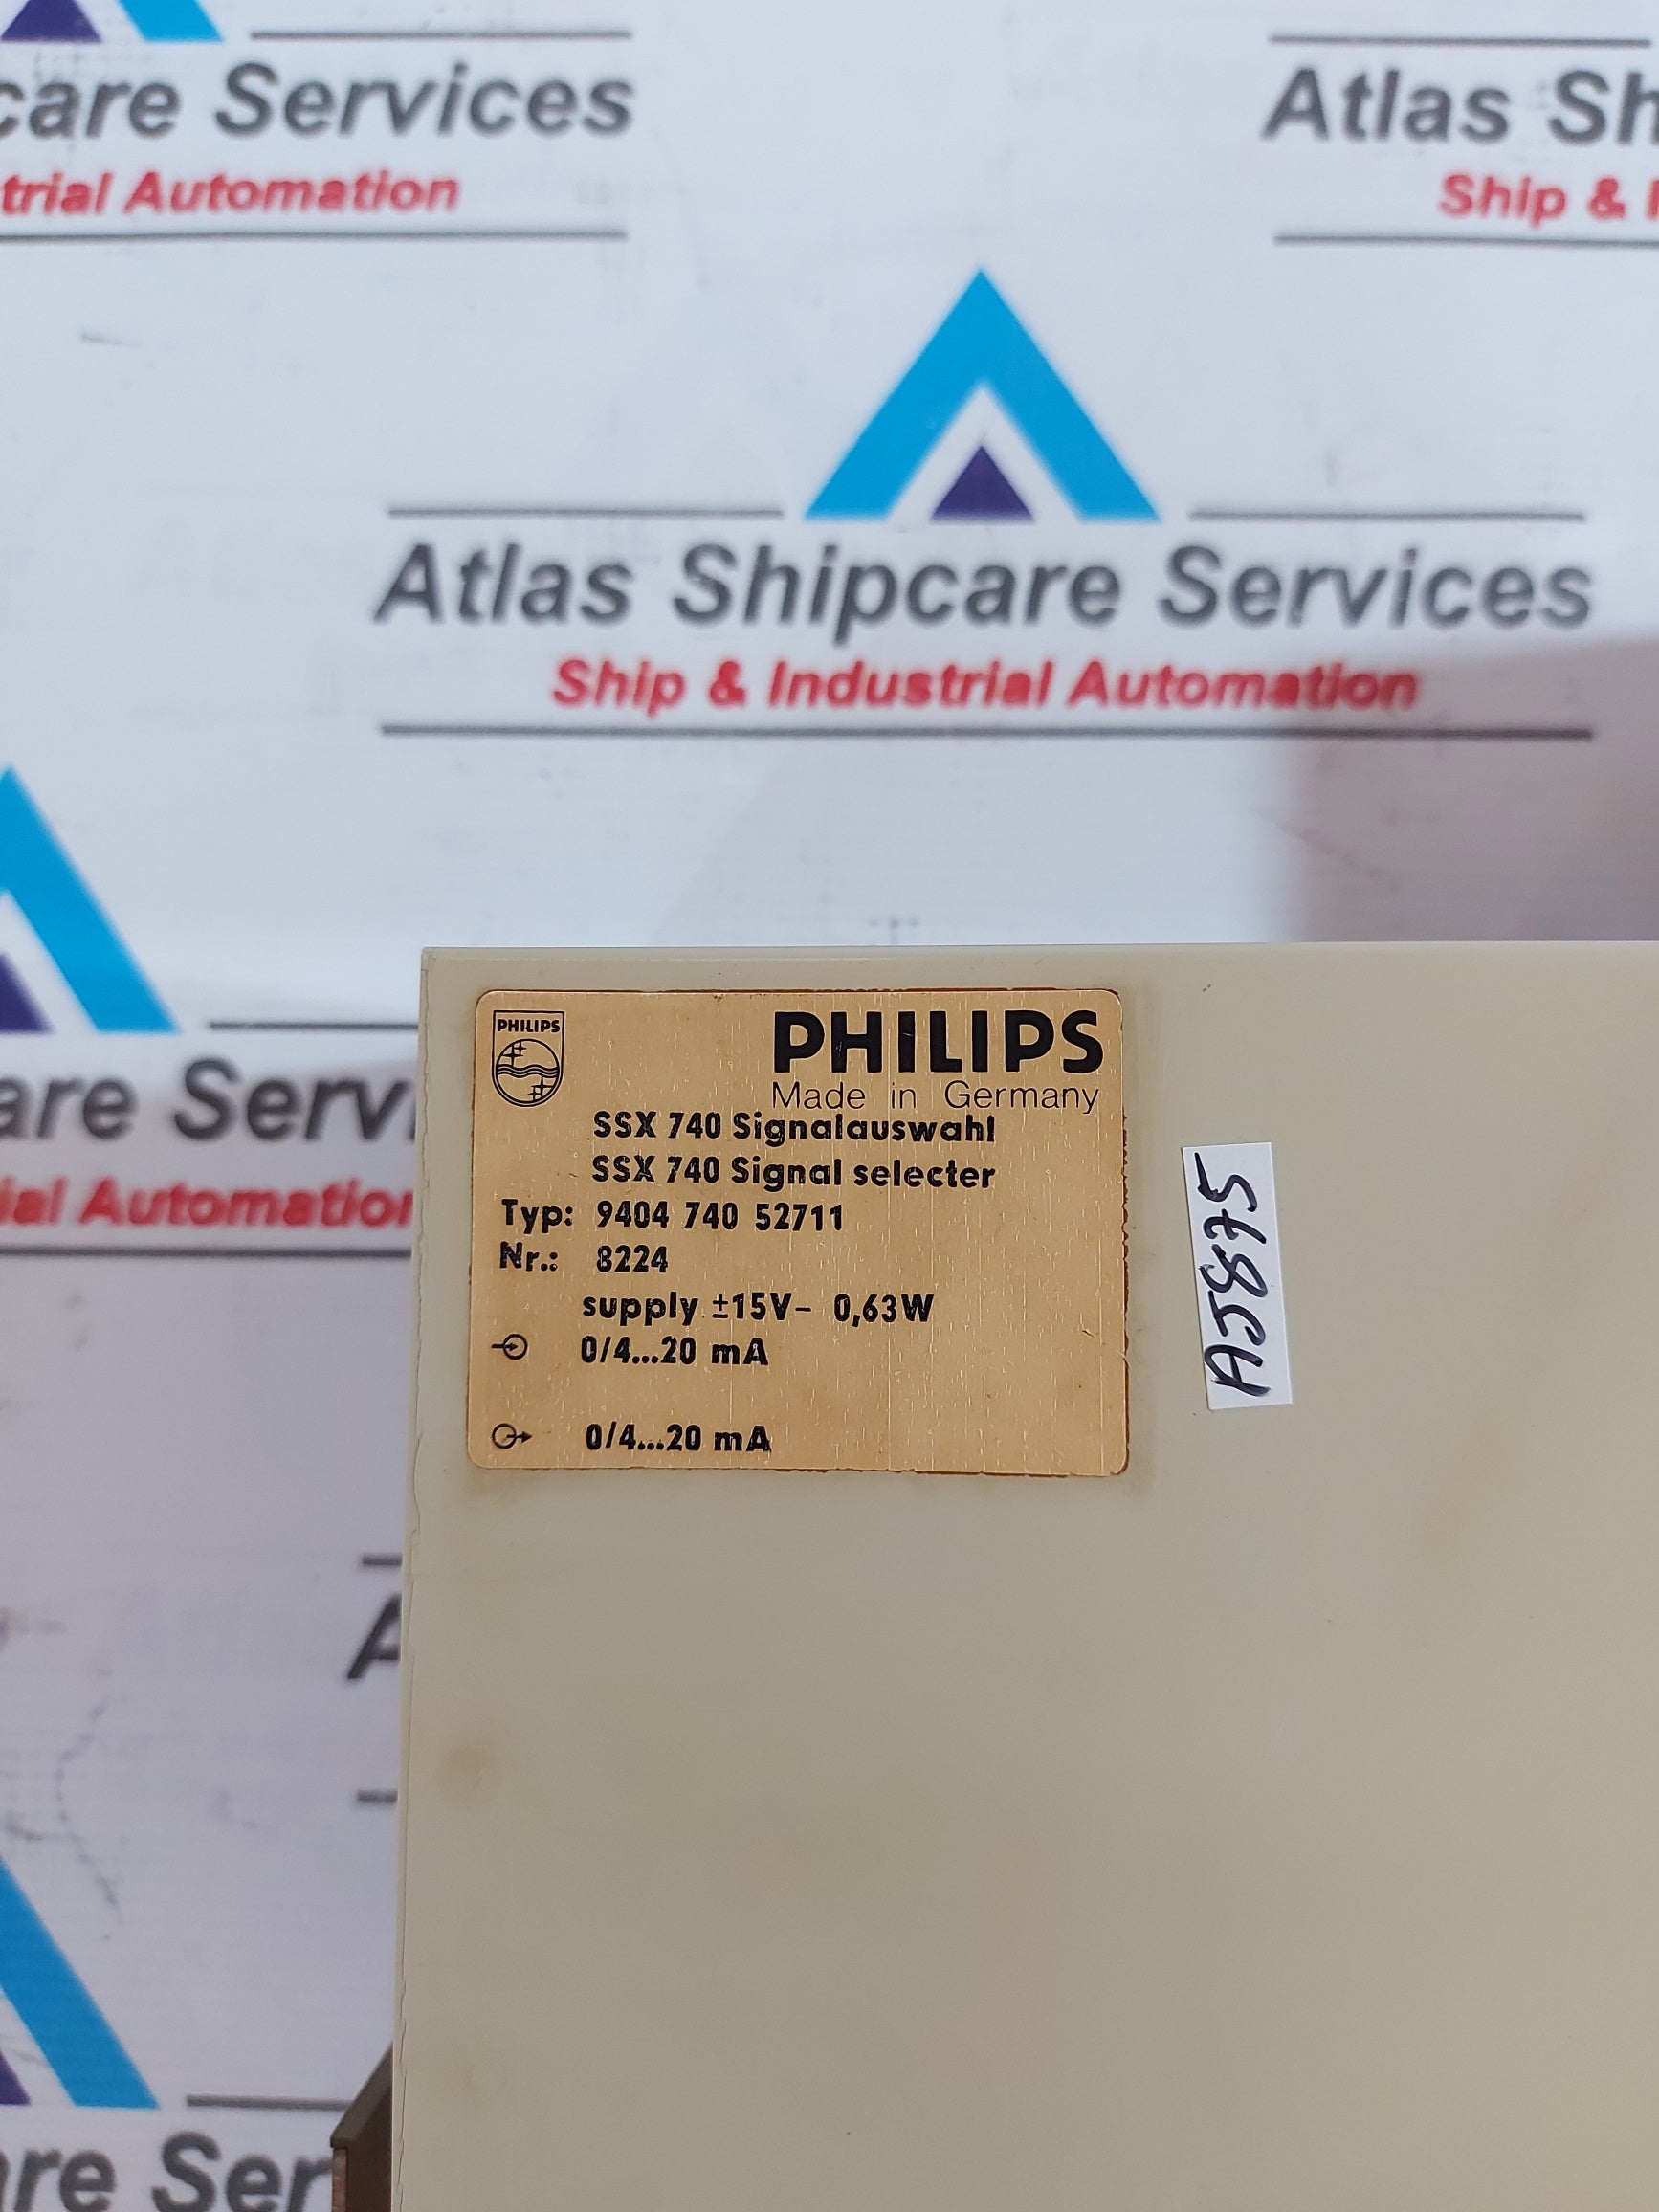 care Services
trial Automation
Atlas Sh
Ship &
Atlas Shipcare Services
Ship & Industrial Automation
are Serv
ial Automation
PHILIPS
PHILIPS
Made in Germany
SSX 740 Signalauswahl
SSX 740 Signal selecter
Typ: 9404 740 52711
Nr.: 8224
supply ±15V- 0,63W
0/4...20 mA
0/4...20 mA
AJ5875
A
are Ser